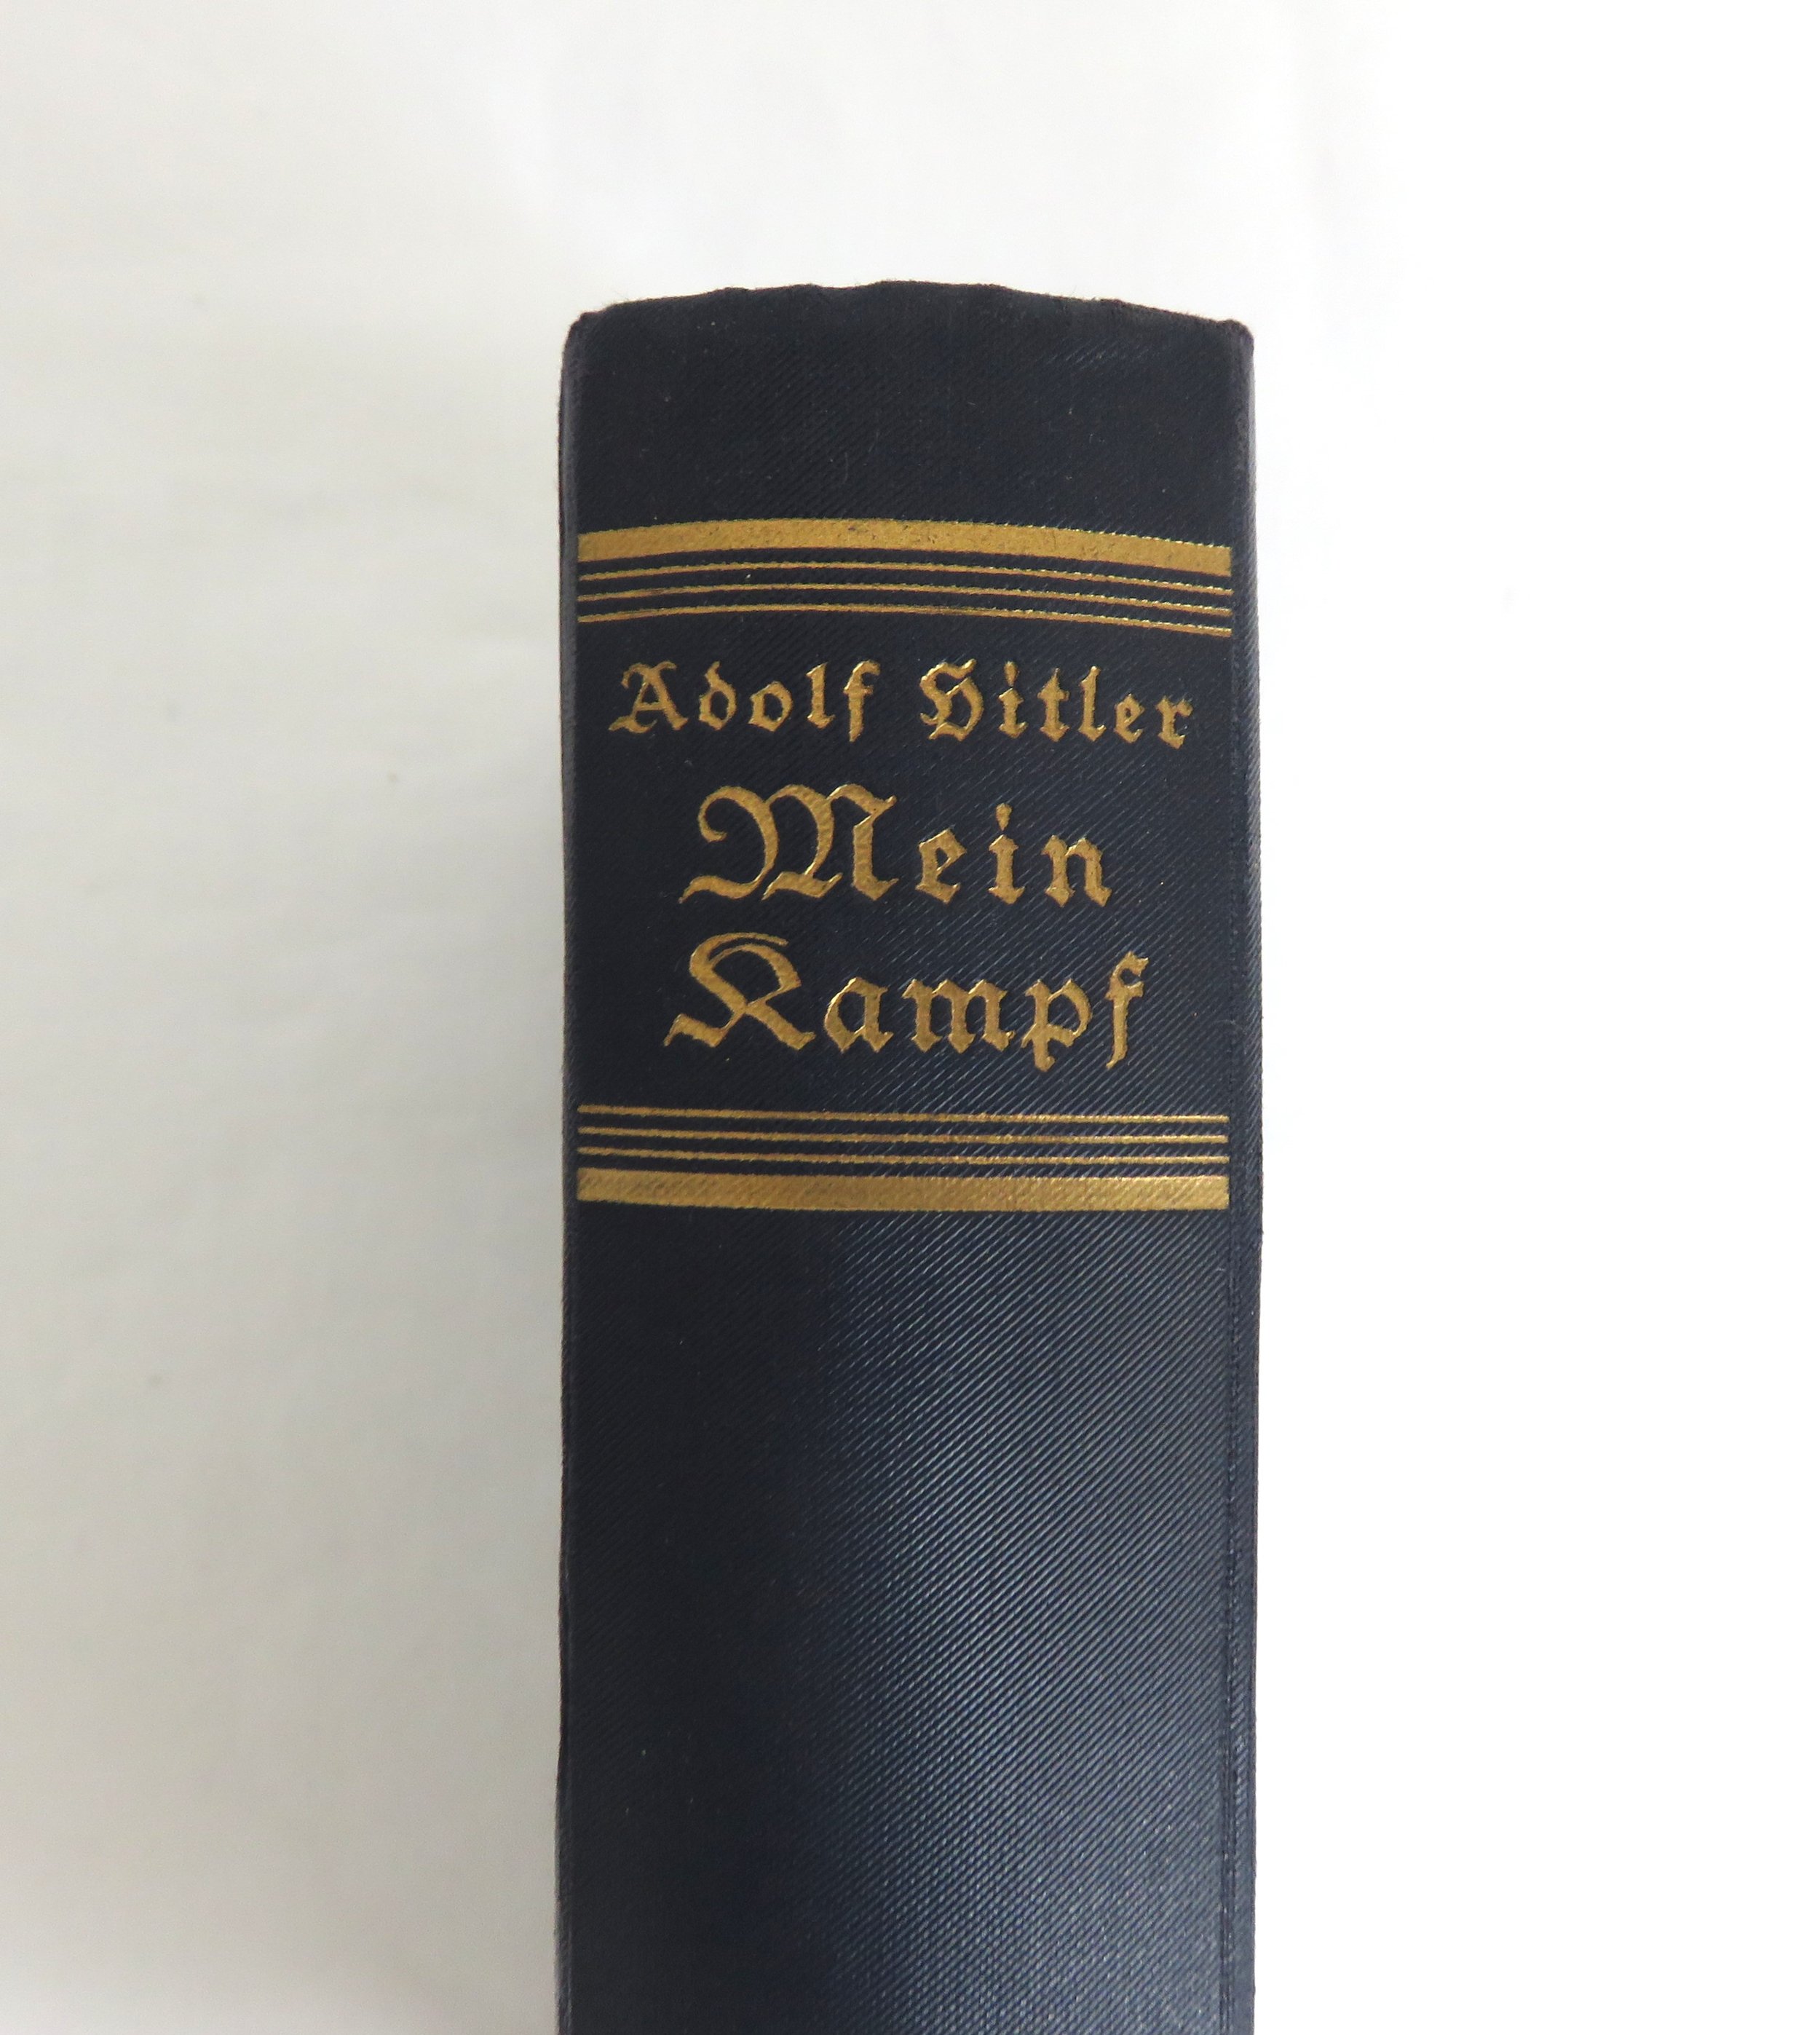 Adolf Hitler
Mein
Kampf